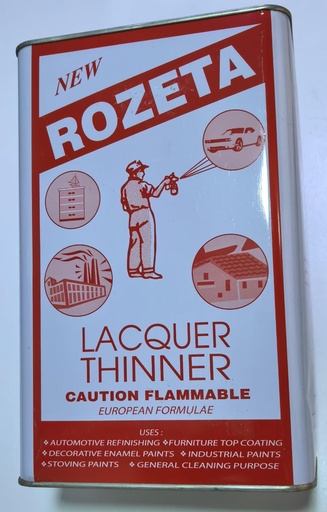 NEW
ROZETA
LACQUER
THINNER
CAUTION FLAMMABLE
EUROPEAN FORMULAE
USES :
❖ AUTOMOTIVE REFINISHING ❖ FURNITURE TOP COATING
❖ DECORATIVE ENAMEL PAINTS ❖ INDUSTRIAL PAINTS
❖ STOVING PAINTS ❖ GENERAL CLEANING PURPOSE